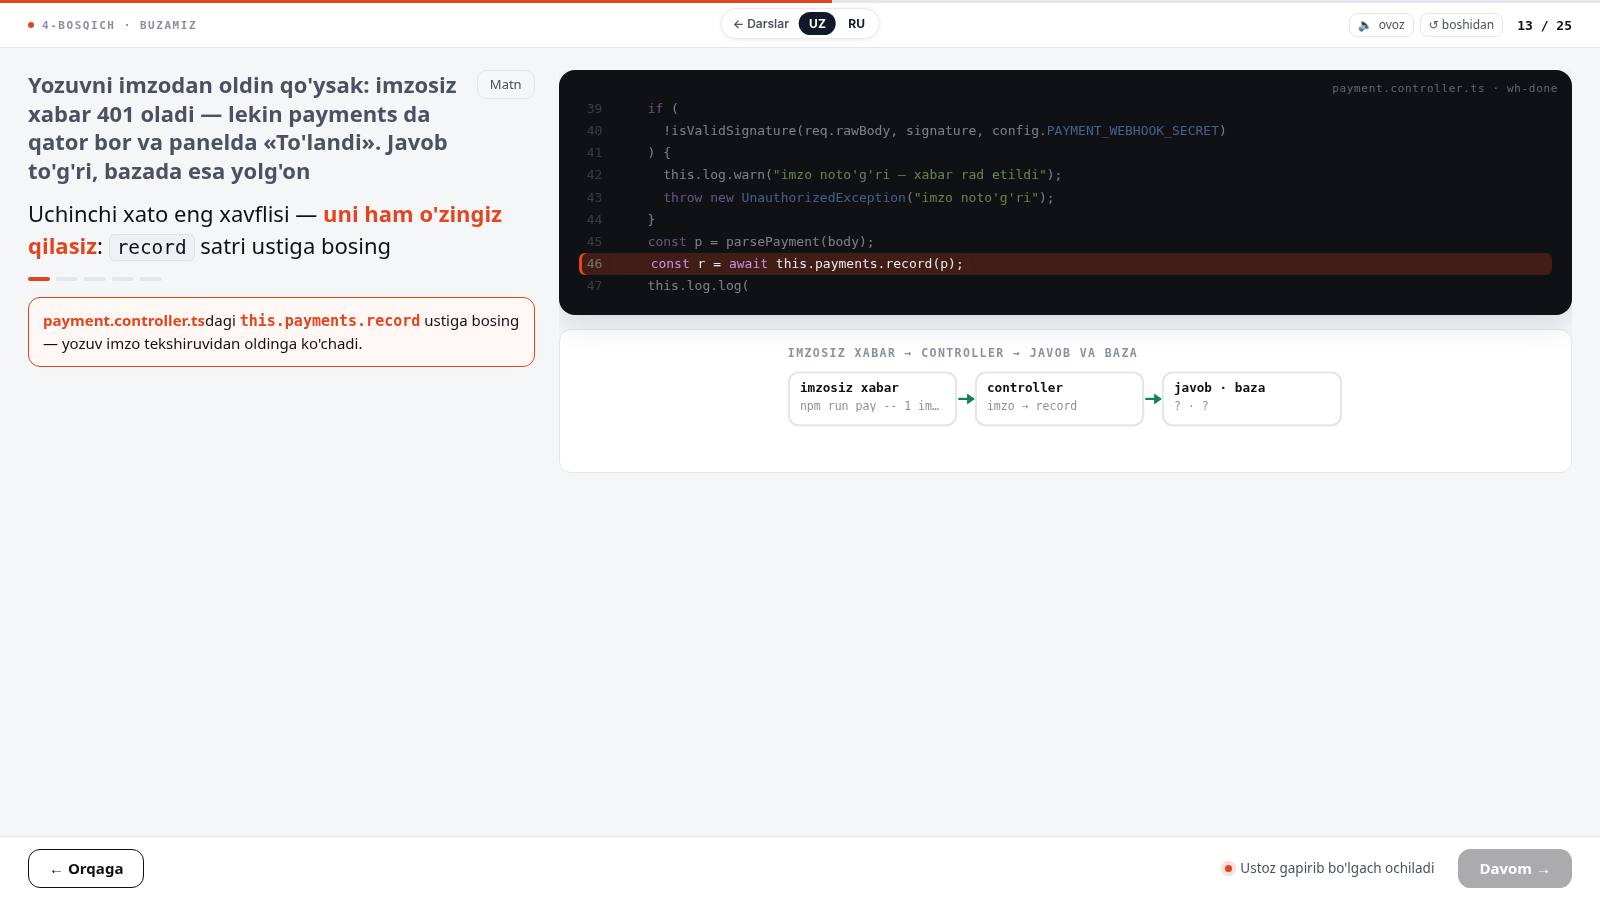 4-BOSQICH · BUZAMIZ
← Darslar UZ RU
🔈 ovoz ↺ boshidan 13 / 25
Yozuvni imzodan oldin qo'ysak: imzosiz
xabar 401 oladi — lekin payments da
qator bor va panelda «To'landi». Javob
to'g'ri, bazada esa yolg'on
Matn
Uchinchi xato eng xavflisi — uni ham o'zingiz
qilasiz: record satri ustiga bosing
payment.controller.tsdagi this.payments.record ustiga bosing
— yozuv imzo tekshiruvidan oldinga ko'chadi.
payment.controller.ts · wh-done
39 if (
40 !isValidSignature(req.rawBody, signature, config.PAYMENT_WEBHOOK_SECRET)
41 ) {
42 this.log.warn("imzo noto'g'ri — xabar rad etildi");
43 throw new UnauthorizedException("imzo noto'g'ri");
44 }
45 const p = parsePayment(body);
46 const r = await this.payments.record(p);
47 this.log.log(
IMZOSIZ XABAR → CONTROLLER → JAVOB VA BAZA
imzosiz xabar
npm run pay -- 1 im…
controller
imzo → record
javob · baza
? · ?
← Orqaga
Ustoz gapirib bo'lgach ochiladi
Davom →